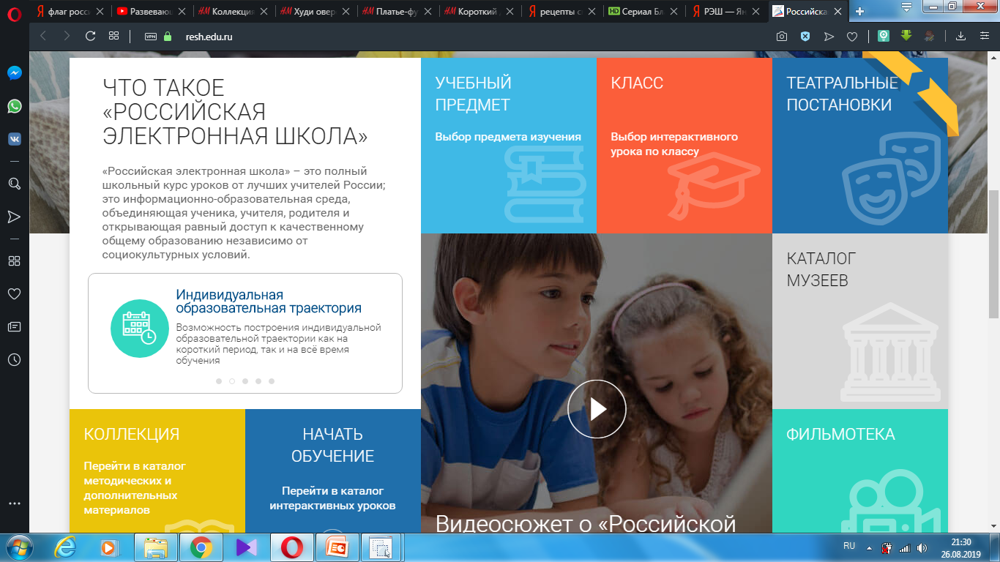 флаг росси
Развеваю
Коллекция
Худи овер
Платье-фу
Короткий
рецепты с
HD Сериал Бл
РЭШ — Ян
Российска
VPN
resh.edu.ru
ЧТО ТАКОЕ
«РОССИЙСКАЯ
ЭЛЕКТРОННАЯ ШКОЛА»
«Российская электронная школа» – это полный
школьный курс уроков от лучших учителей России;
это информационно-образовательная среда,
объединяющая ученика, учителя, родителя и
открывающая равный доступ к качественному
общему образованию независимо от
социокультурных условий.
Индивидуальная
образовательная траектория
Возможность построения индивидуальной
образовательной траектории как на
короткий период, так и на всё время
обучения
УЧЕБНЫЙ
ПРЕДМЕТ
Выбор предмета изучения
КЛАСС
Выбор интерактивного
урока по классу
ТЕАТРАЛЬНЫЕ
ПОСТАНОВКИ
КАТАЛОГ
МУЗЕЕВ
КОЛЛЕКЦИЯ
Перейти в каталог
методических и
дополнительных
материалов
НАЧАТЬ
ОБУЧЕНИЕ
Перейти в каталог
интерактивных уроков
Видеосюжет о «Российской
ФИЛЬМОТЕКА
RU
21:30
26.08.2019